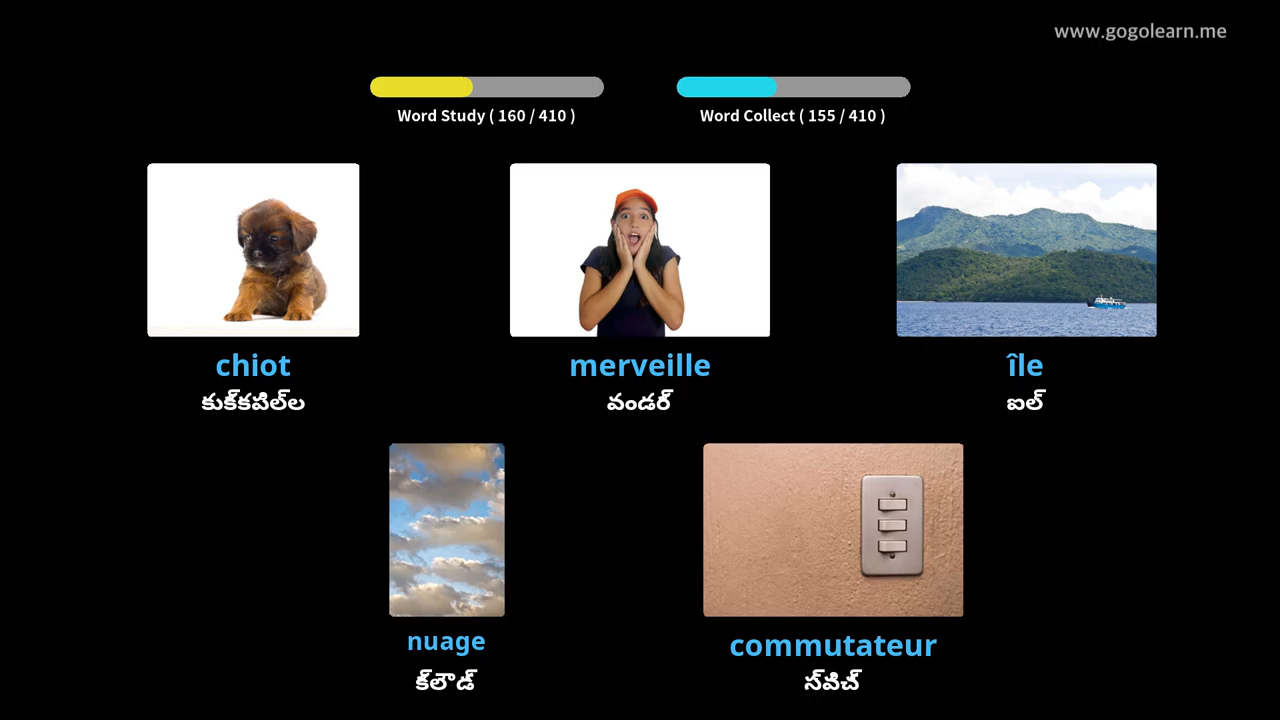 www.gogolearn.me
Word Study ( 160 / 410 )
Word Collect ( 155 / 410 )
chiot
merveille
île
కుక్‌కపిల్‌ల
వండర్
ఐల్
nuage
commutateur
క్‌లౌడ్
స్‌విచ్